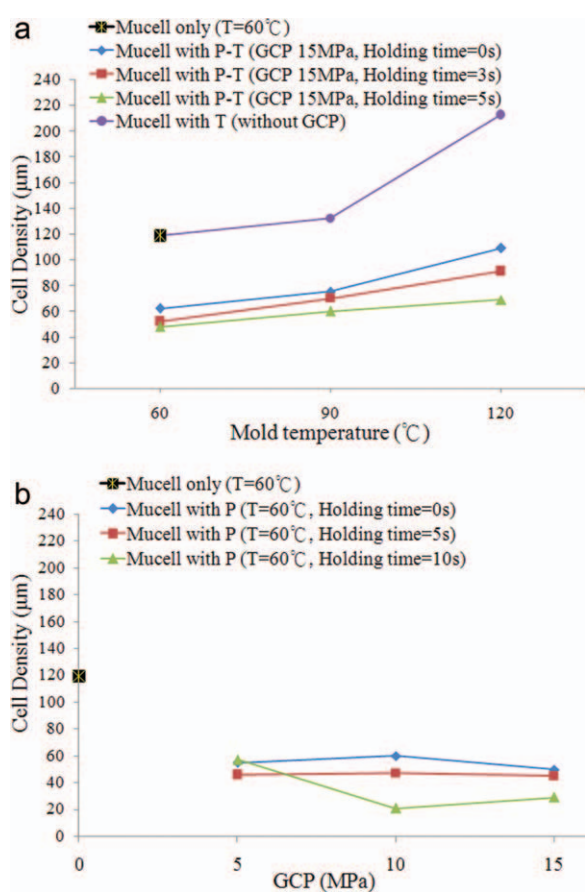 a
Mucell only (T=60℃)
Mucell with P-T (GCP 15MPa, Holding time=0s)
Mucell with P-T (GCP 15MPa, Holding time=3s)
Mucell with P-T (GCP 15MPa, Holding time=5s)
Mucell with T (without GCP)
240
220
200
180
160
140
120
100
80
60
40
20
0
Cell Density (μm)
60
90
120
Mold temperature (℃)
b
Mucell only (T=60℃)
Mucell with P (T=60℃, Holding time=0s)
Mucell with P (T=60℃, Holding time=5s)
Mucell with P (T=60℃, Holding time=10s)
240
220
200
180
160
140
120
100
80
60
40
20
0
Cell Density (μm)
0
5
10
15
GCP (MPa)